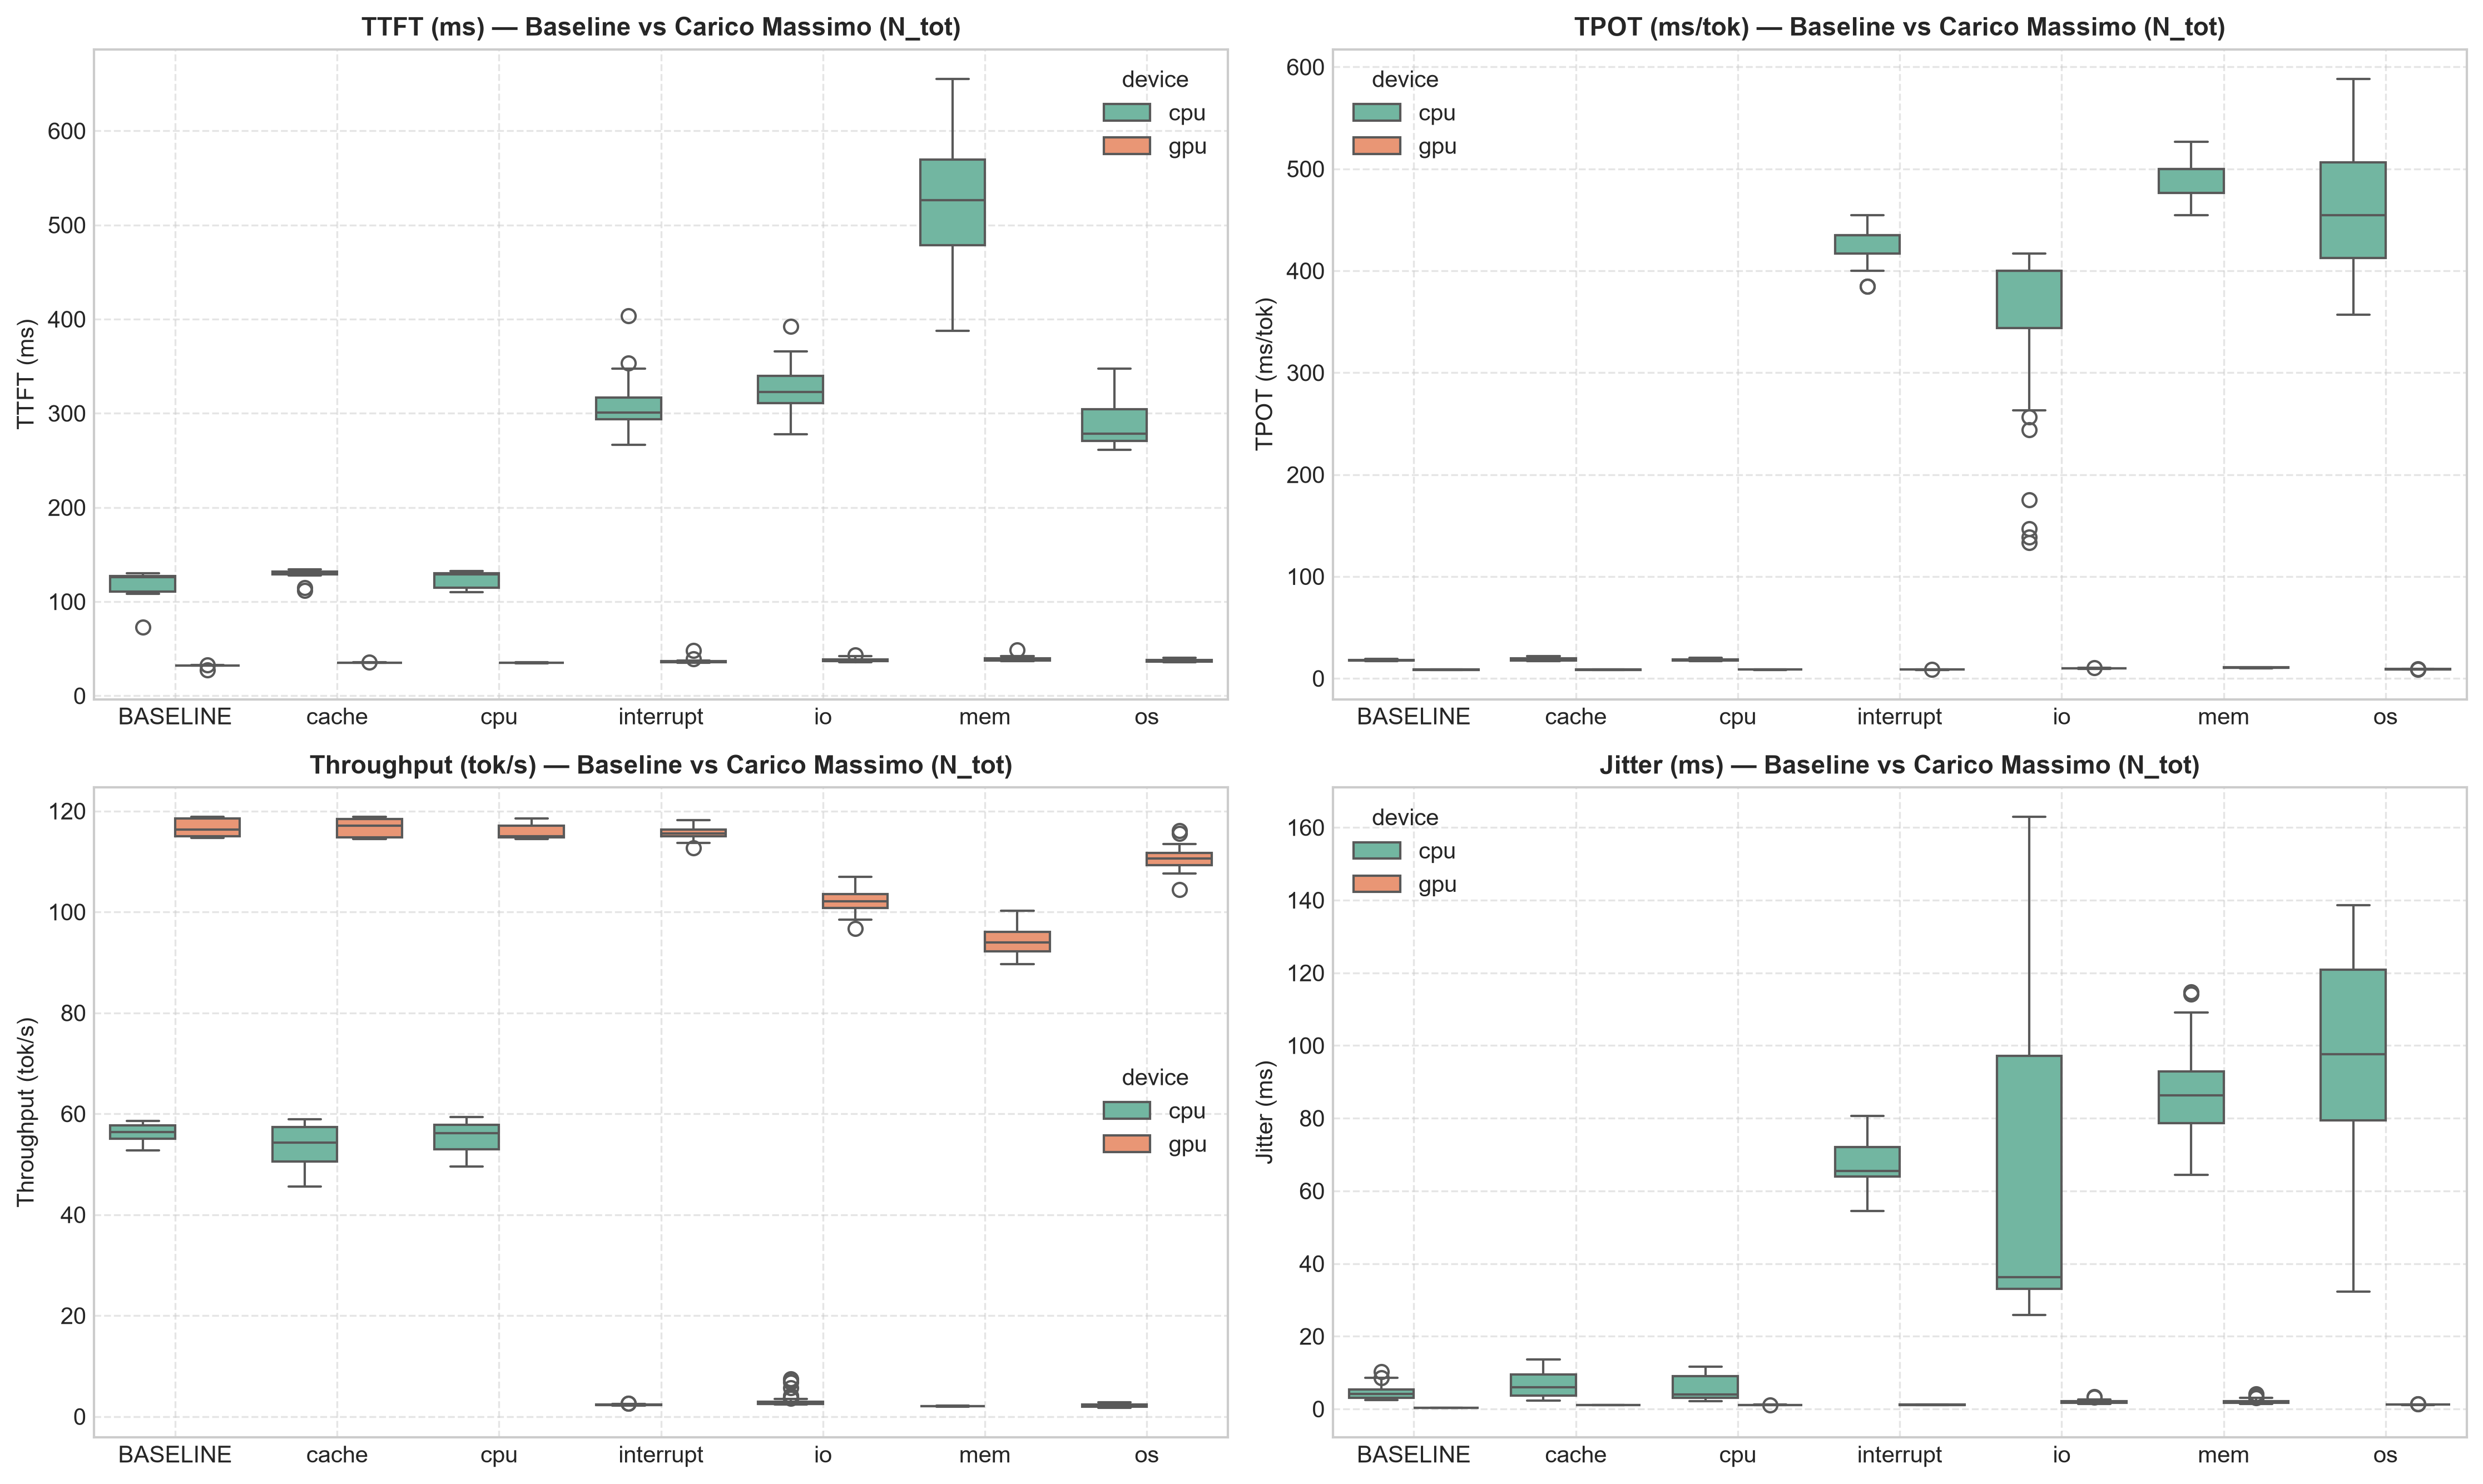 TTFT (ms) — Baseline vs Carico Massimo (N_tot)
TTFT (ms)
600
500
400
300
200
100
0
device
cpu
gpu
BASELINE cache cpu interrupt io mem os
TPOT (ms/tok) — Baseline vs Carico Massimo (N_tot)
TPOT (ms/tok)
600
500
400
300
200
100
0
device
cpu
gpu
BASELINE cache cpu interrupt io mem os
Throughput (tok/s) — Baseline vs Carico Massimo (N_tot)
Throughput (tok/s)
120
100
80
60
40
20
0
device
cpu
gpu
BASELINE cache cpu interrupt io mem os
Jitter (ms) — Baseline vs Carico Massimo (N_tot)
Jitter (ms)
160
140
120
100
80
60
40
20
0
device
cpu
gpu
BASELINE cache cpu interrupt io mem os